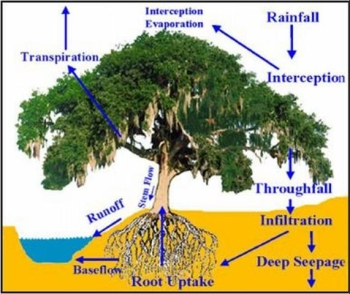 Interception
Evaporation
Rainfall
Transpiration
Interception
Stem Flow
Throughfall
Runoff
Infiltration
Baseflow
Deep Seepage
Root Uptake